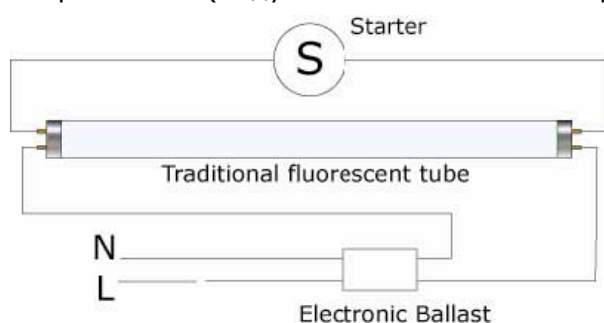 Starter
S
Traditional fluorescent tube
N
L
Electronic Ballast